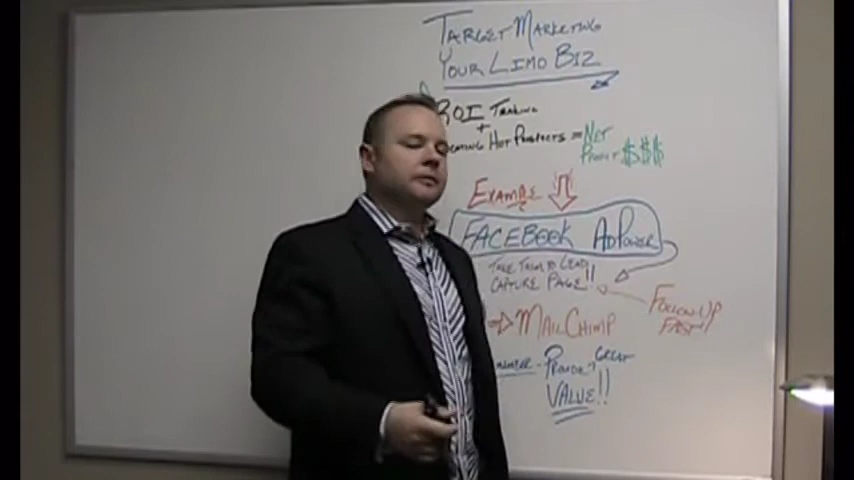 TARGET MARKETING
YOUR LIMO BIZ
ROI TRACKING
+
HOT PROSPECTS = NET
PROFIT $$$
EXAMPLE
FACEBOOK ADPOWER
TAKE THEM TO LEAD
CAPTURE PAGE!!
FOLLOW UP
FAST!
MAILCHIMP
PROVIDE GREAT
VALUE!!